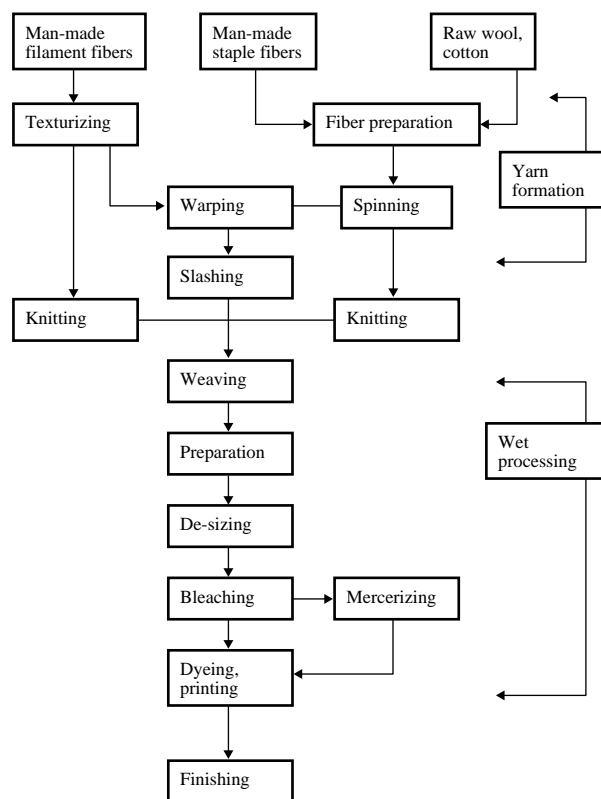 Man-made
filament fibers
Man-made
staple fibers
Raw wool,
cotton
Texturizing
Fiber preparation
Yarn
formation
Warping
Spinning
Slashing
Knitting
Knitting
Weaving
Wet
processing
Preparation
De-sizing
Bleaching
Mercerizing
Dyeing,
printing
Finishing